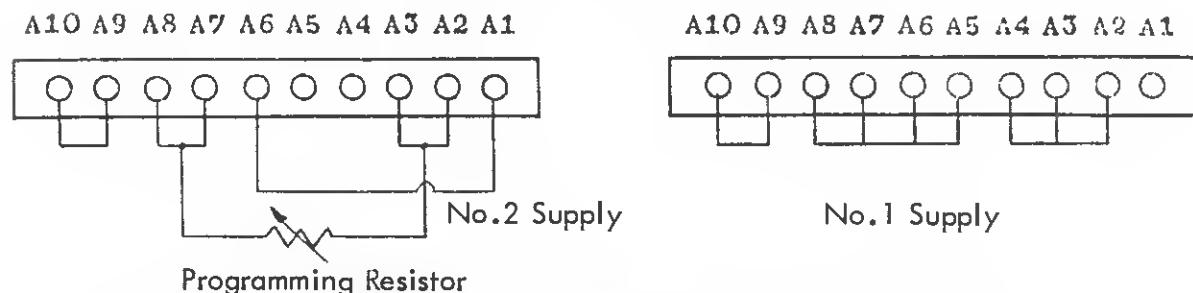 A10 A9 A8 A7 A6 A5 A4 A3 A2 A1
A10 A9 A8 A7 A6 A5 A4 A3 A2 A1
No.2 Supply
No.1 Supply
Programming Resistor